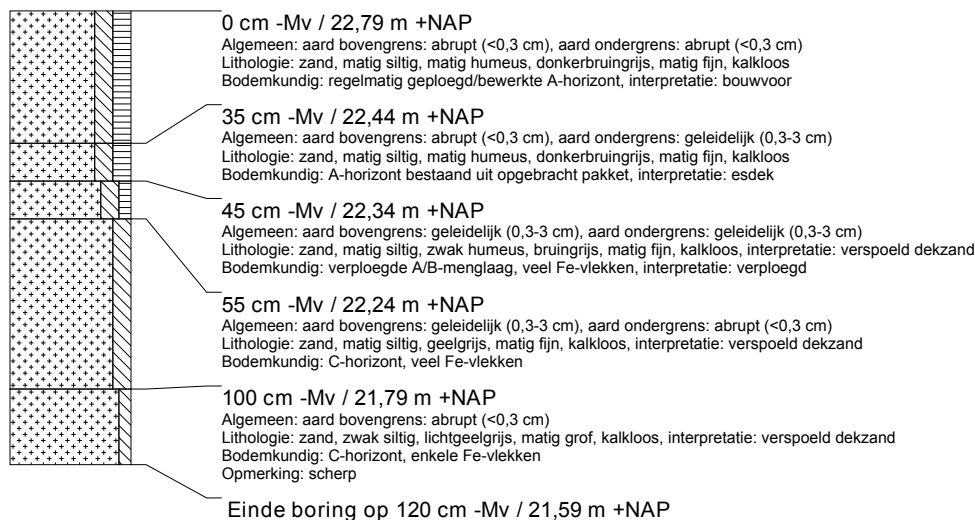 0 cm -Mv / 22,79 m +NAP
Algemeen: aard bovengrens: abrupt (<0,3 cm), aard ondergrens: abrupt (<0,3 cm)
Lithologie: zand, matig siltig, matig humeus, donkerbruingrijs, matig fijn, kalkloos
Bodemkundig: regelmatig geploegd/bewerkte A-horizont, interpretatie: bouwvoor
35 cm -Mv / 22,44 m +NAP
Algemeen: aard bovengrens: abrupt (<0,3 cm), aard ondergrens: geleidelijk (0,3-3 cm)
Lithologie: zand, matig siltig, matig humeus, donkerbruingrijs, matig fijn, kalkloos
Bodemkundig: A-horizont bestaand uit opgebracht pakket, interpretatie: esdek
45 cm -Mv / 22,34 m +NAP
Algemeen: aard bovengrens: geleidelijk (0,3-3 cm), aard ondergrens: geleidelijk (0,3-3 cm)
Lithologie: zand, matig siltig, zwak humeus, bruingrijs, matig fijn, kalkloos, interpretatie: verspoeld dekzand
Bodemkundig: verploegde A/B-menglaag, veel Fe-vlekken, interpretatie: verploegd
55 cm -Mv / 22,24 m +NAP
Algemeen: aard bovengrens: geleidelijk (0,3-3 cm), aard ondergrens: abrupt (<0,3 cm)
Lithologie: zand, matig siltig, geelgrijs, matig fijn, kalkloos, interpretatie: verspoeld dekzand
Bodemkundig: C-horizont, veel Fe-vlekken
100 cm -Mv / 21,79 m +NAP
Algemeen: aard bovengrens: abrupt (<0,3 cm)
Lithologie: zand, zwak siltig, lichtgeelgrijs, matig grof, kalkloos, interpretatie: verspoeld dekzand
Bodemkundig: C-horizont, enkele Fe-vlekken
Opmerking: scherp
Einde boring op 120 cm -Mv / 21,59 m +NAP